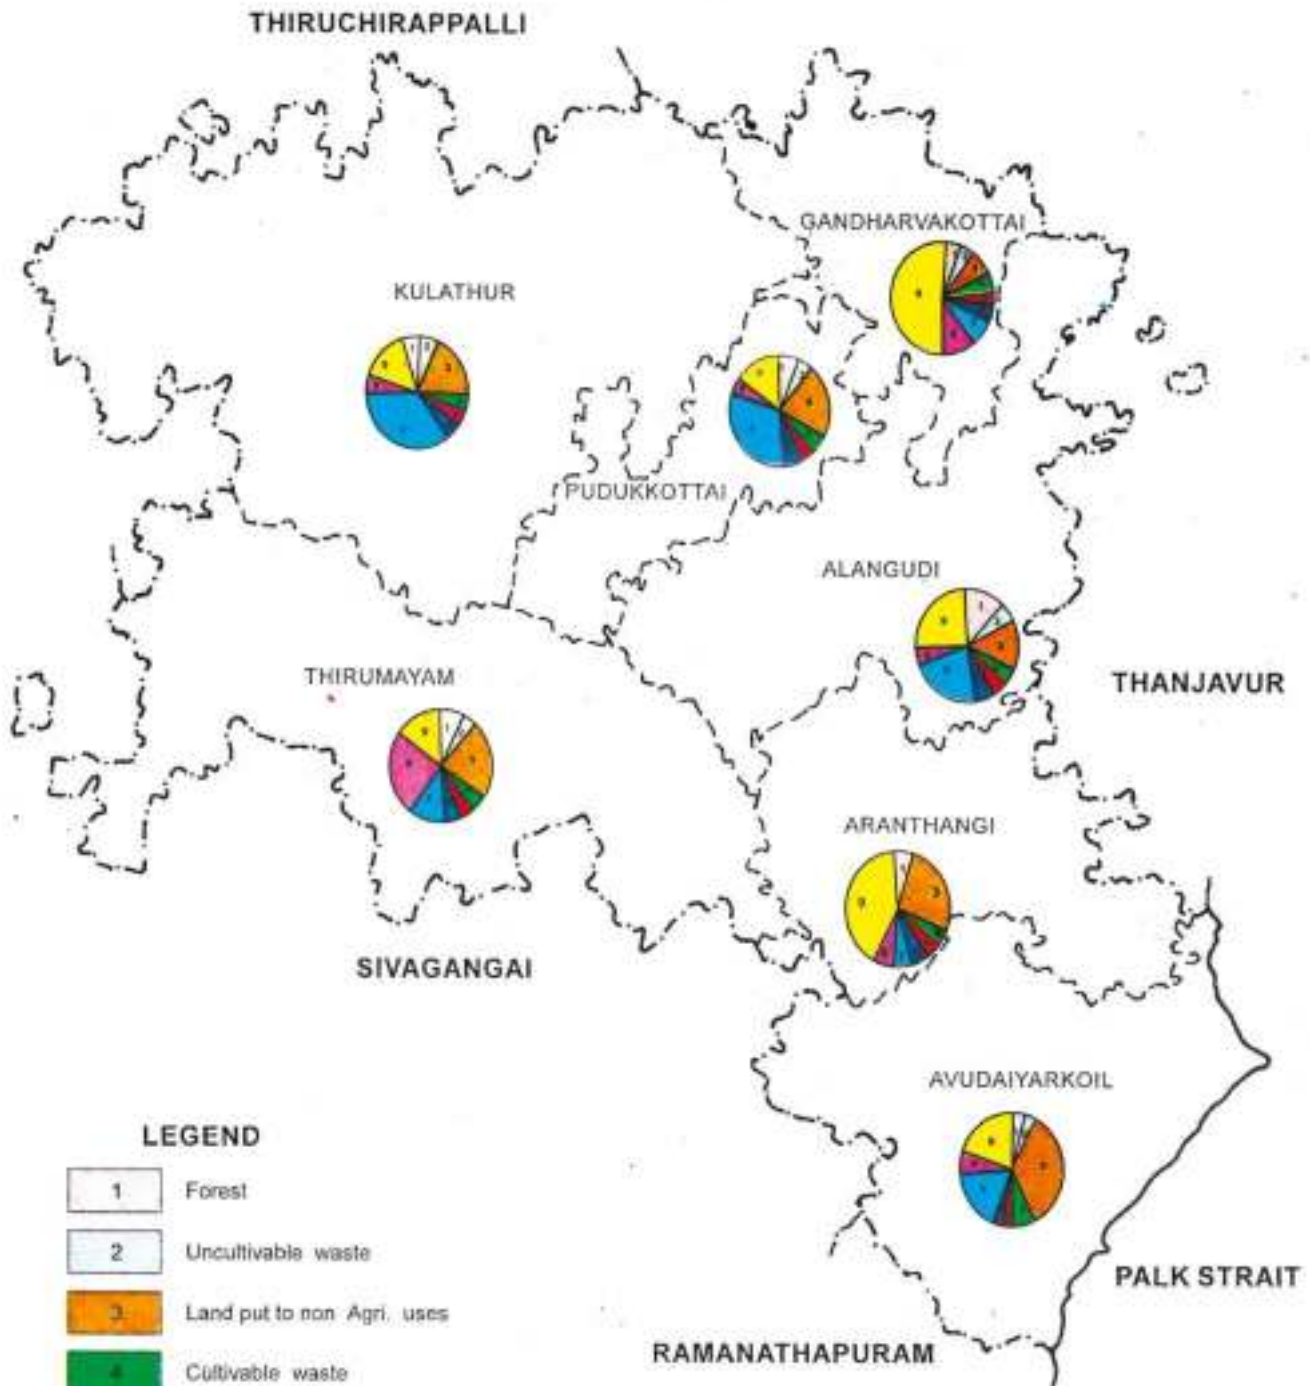 THIRUCHIRAPPALLI
GANDHARVAKOTTAI
KULATHUR
PUDUKKOTTAI
ALANGUDI
THIRUMAYAM
THANJAVUR
ARANTHANGI
SIVAGANGAI
AVUDAIYARKOIL
LEGEND
1 Forest
2 Uncultivable waste
3 Land put to non Agri. uses
4 Cultivable waste
PALK STRAIT
RAMANATHAPURAM